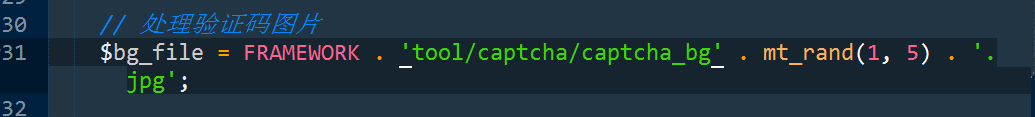 30 // 处理验证码图片
31 $bg_file = FRAMEWORK . 'tool/captcha/captcha_bg' . mt_rand(1, 5) . '.
jpg';
32